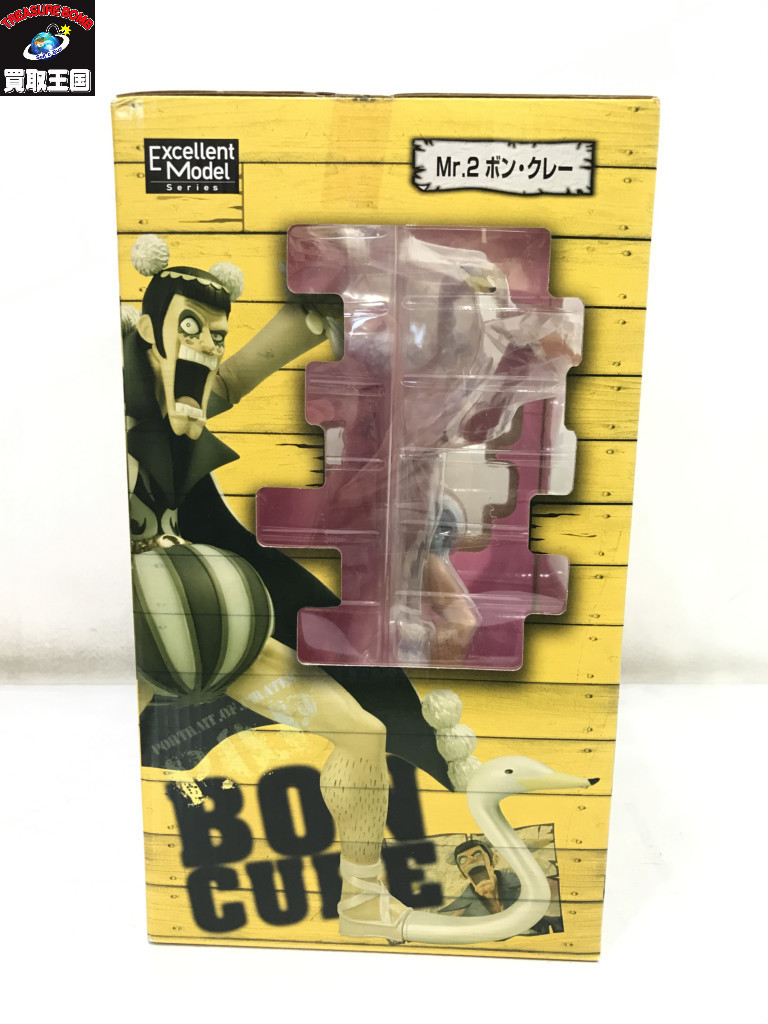 TREASURE BOMB
買取王国
Excellent
Model
Series
Mr.2 ボン・クレー
PORTRAIT.OF.PIRATES
BON
CURE